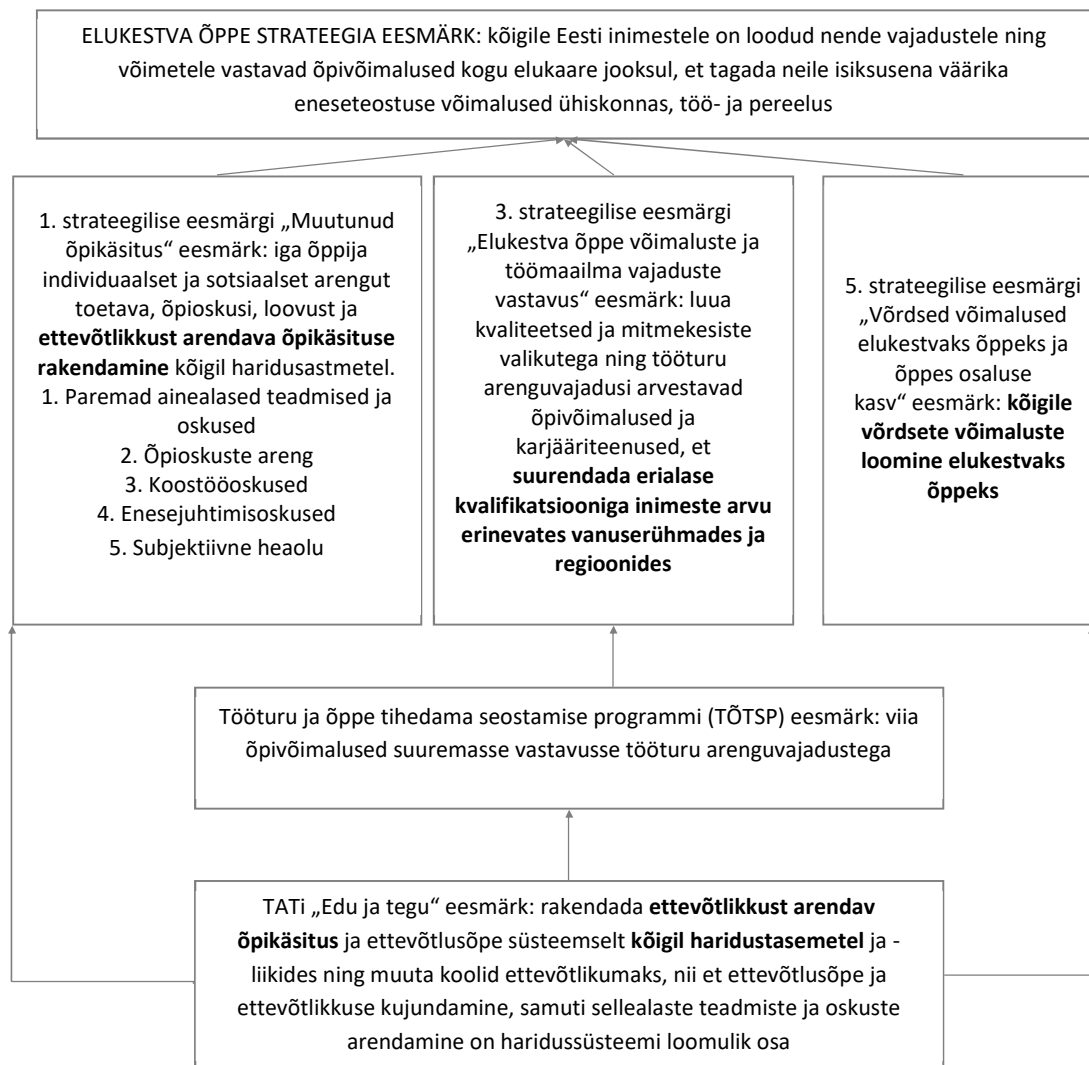 ELUKESTVA ÕPPE STRATEEGIA EESMÄRK: kõigile Eesti inimestele on loodud nende vajadustele ning
võimetele vastavad õpivõimalused kogu elukaare jooksul, et tagada neile isiksusena väärika
eneseteostuse võimalused ühiskonnas, töö- ja pereelus
1. strateegilise eesmärgi „Muutunud
õpikäsitus“ eesmärk: iga õppija
individuaalset ja sotsiaalset arengut
toetava, õpioskusi, loovust ja
ettevõtlikkust arendava õpikäsituse
rakendamine kõigil haridusastmetel.
1. Paremad ainealased teadmised ja
oskused
2. Õpioskuste areng
3. Koostööoskused
4. Enesejuhtimisoskused
5. Subjektiivne heaolu
3. strateegilise eesmärgi
„Elukestva õppe võimaluste ja
töömaailma vajaduste
vastavus“ eesmärk: luua
kvaliteetsed ja mitmekesiste
valikutega ning tööturu
arenguvajadusi arvestavad
õpivõimalused ja
karjääriteenused, et
suurendada erialase
kvalifikatsiooniga inimeste arvu
erinevates vanuserühmades ja
regioonides
5. strateegilise eesmärgi
„Võrdsed võimalused
elukestvaks õppeks ja
õppes osaluse
kasv“ eesmärk: kõigile
võrdsete võimaluste
loomine elukestvaks
õppeks
Tööturu ja õppe tihedama seostamise programmi (TÕTSP) eesmärk: viia
õpivõimalused suuremasse vastavusse tööturu arenguvajadustega
TATi „Edu ja tegu“ eesmärk: rakendada ettevõtlikkust arendav
õpikäsitus ja ettevõtlusõpe süsteemselt kõigil haridustasemetel ja -
liikides ning muuta koolid ettevõtlikumaks, nii et ettevõtlusõpe ja
ettevõtlikkuse kujundamine, samuti sellealaste teadmiste ja oskuste
arendamine on haridussüsteemi loomulik osa